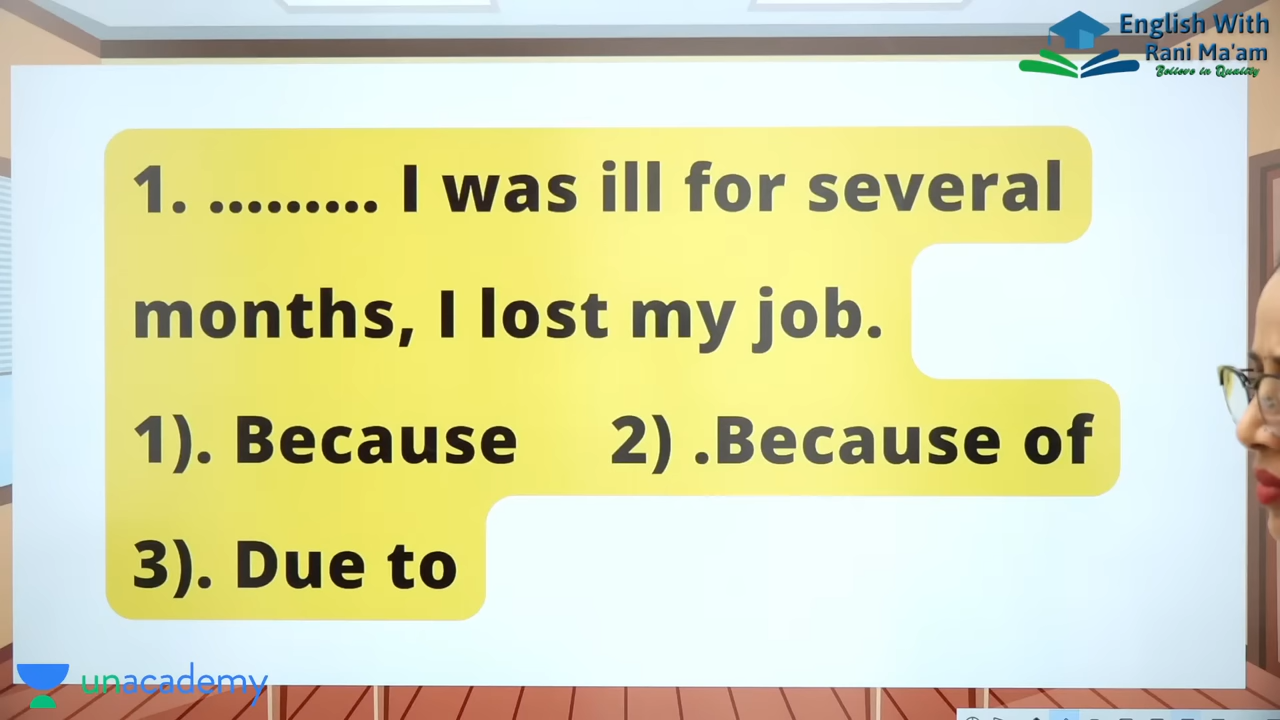 English With
Rani Ma'am
Believe in Quality
1. ......... I was ill for several
months, I lost my job.
1). Because 2) .Because of
3). Due to
unacademy